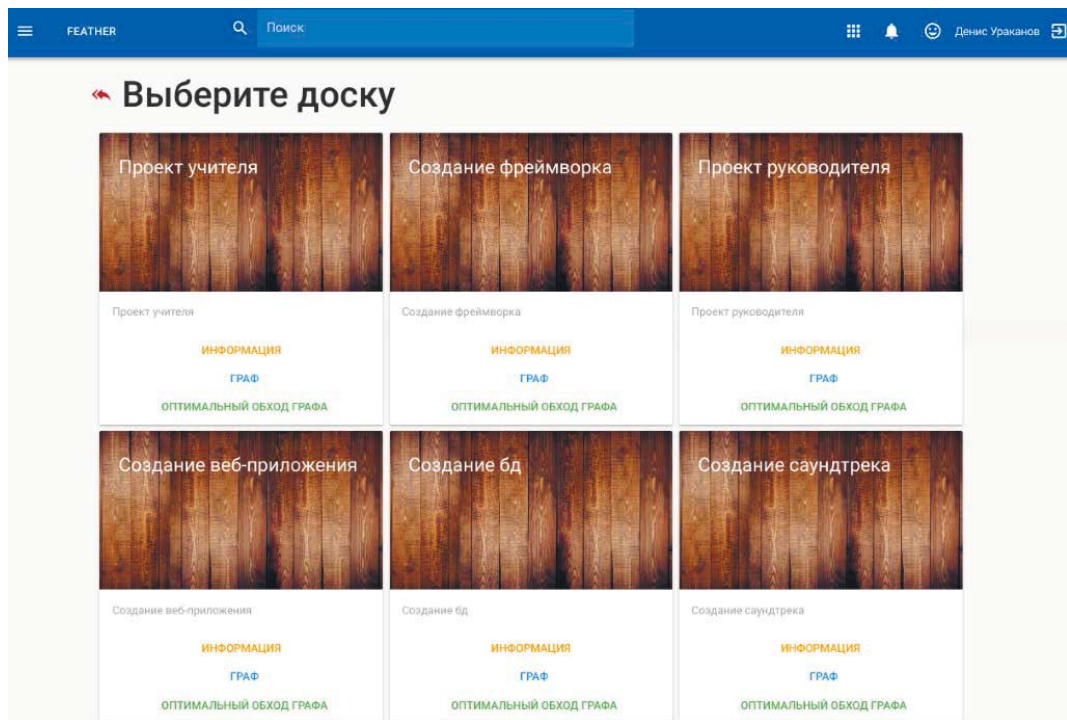 FEATHER Поиск Денис Ураканов
Выберите доску
Проект учителя Создание фреймворка Проект руководителя
Проект учителя Создание фреймворка Проект руководителя
ИНФОРМАЦИЯ ИНФОРМАЦИЯ ИНФОРМАЦИЯ
ГРАФ ГРАФ ГРАФ
ОПТИМАЛЬНЫЙ ОБХОД ГРАФА ОПТИМАЛЬНЫЙ ОБХОД ГРАФА ОПТИМАЛЬНЫЙ ОБХОД ГРАФА
Создание веб-приложения Создание бд Создание саундтрека
Создание веб-приложения Создание бд Создание саундтрека
ИНФОРМАЦИЯ ИНФОРМАЦИЯ ИНФОРМАЦИЯ
ГРАФ ГРАФ ГРАФ
ОПТИМАЛЬНЫЙ ОБХОД ГРАФА ОПТИМАЛЬНЫЙ ОБХОД ГРАФА ОПТИМАЛЬНЫЙ ОБХОД ГРАФА